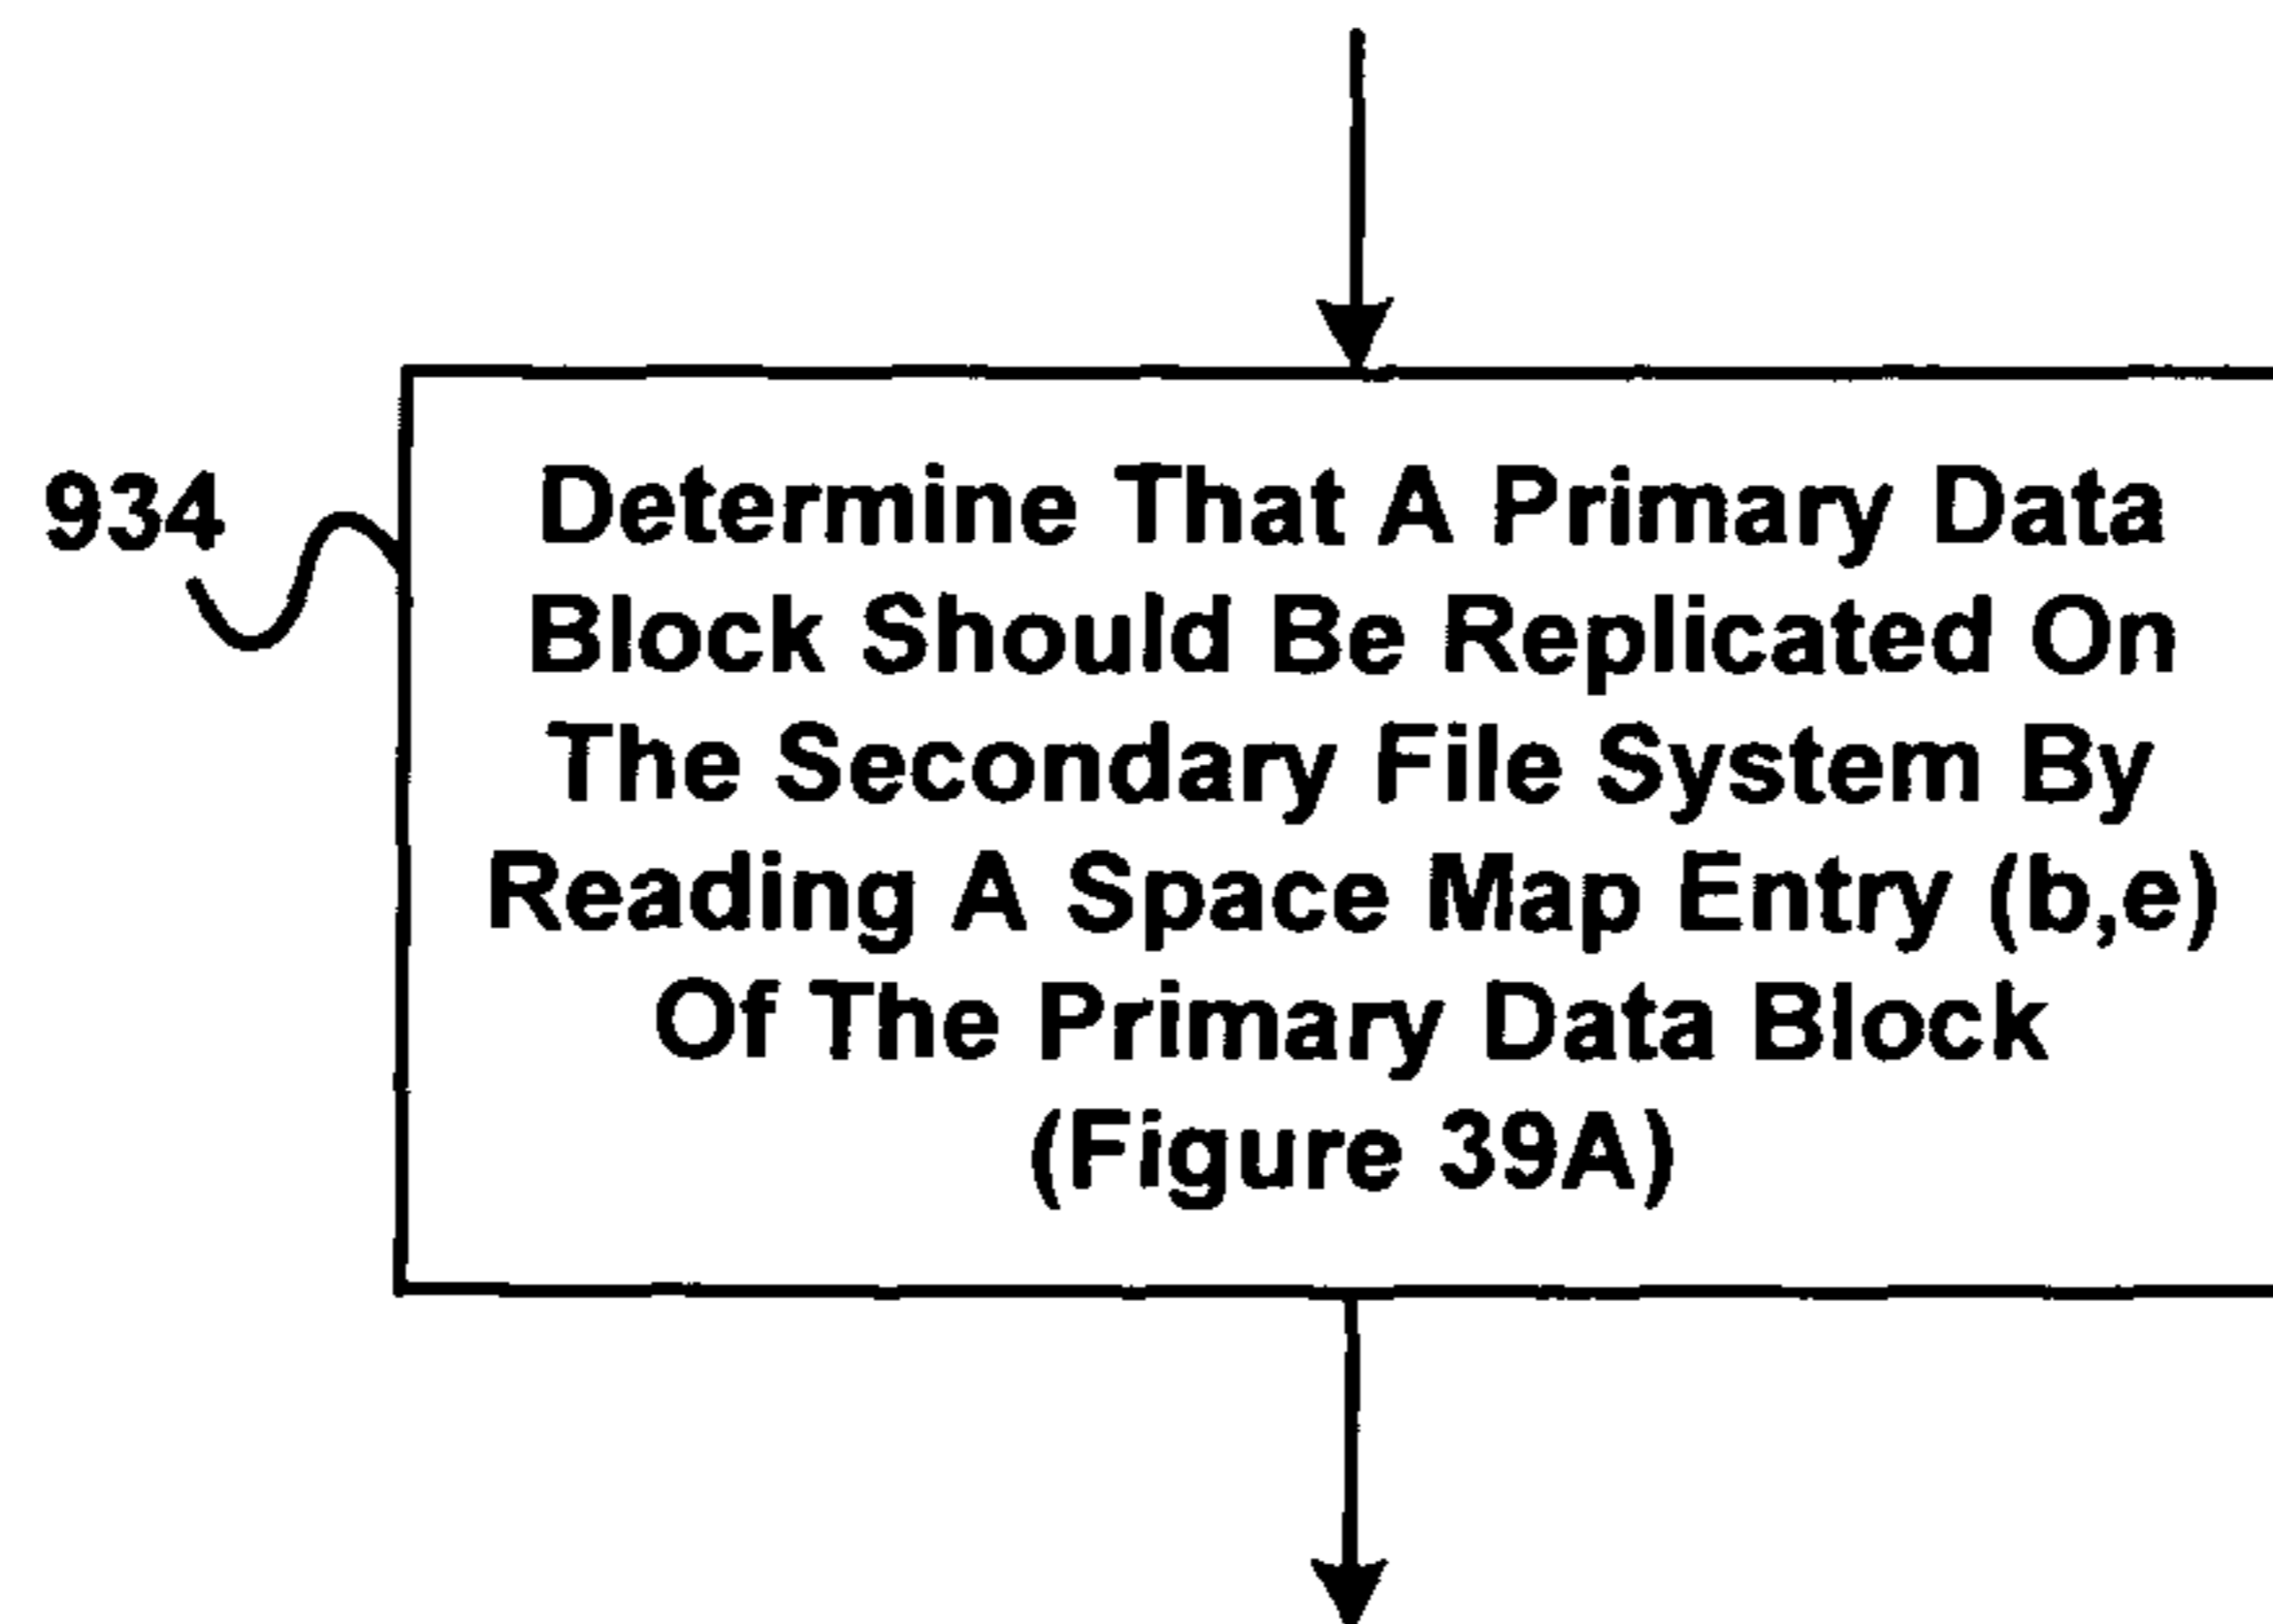 934
Determine That A Primary Data
Block Should Be Replicated On
The Secondary File System By
Reading A Space Map Entry (b,e)
Of The Primary Data Block
(Figure 39A)